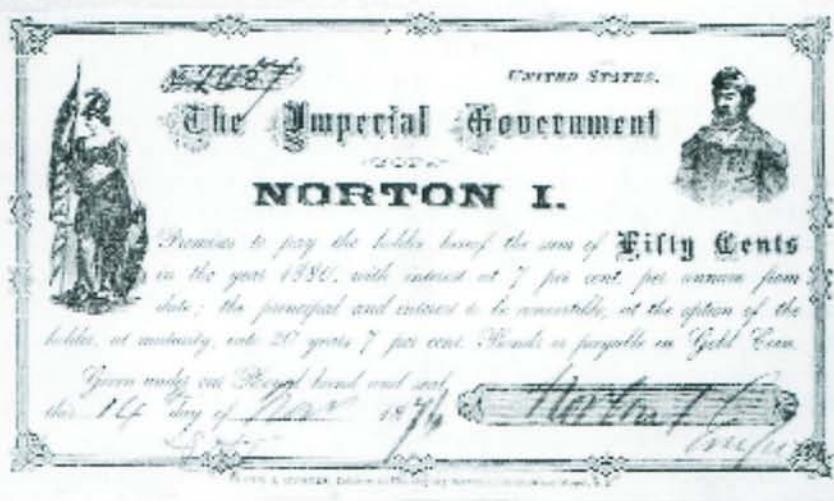 UNITED STATES.
The Imperial Government
OF
NORTON I.
Promises to pay the holder hereof the sum of Fifty Cents
in the year 1880, with interest at 7 per cent. per annum from
date; the principal and interest to be convertible, at the option of the
holder, at maturity, into 20 years 7 per cent. Bonds or payable in Gold Coin.
Given under our Royal hand and seal
this 14 day of Nov 187
Norton I